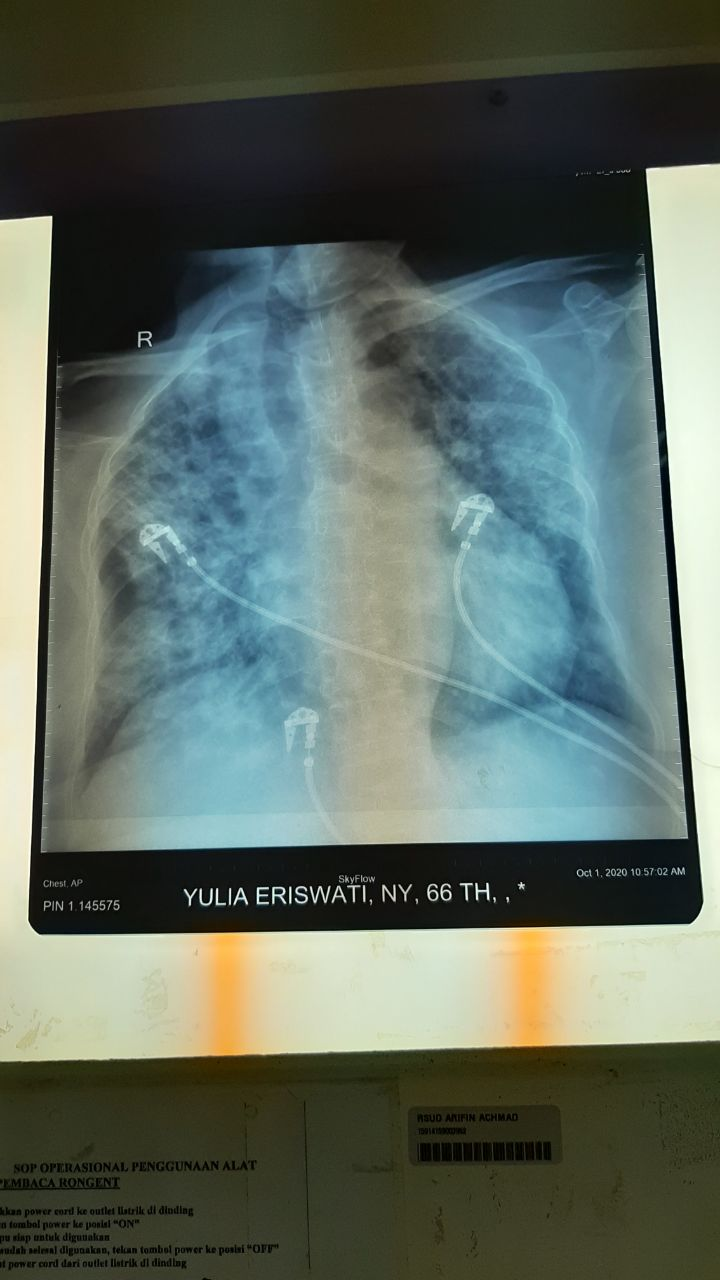 R
Chest, AP
SkyFlow
Oct 1, 2020 10:57:02 AM
PIN 1.145575
YULIA ERISWATI, NY, 66 TH, , *
RSUD ARIFIN ACHMAD
SOP OPERASIONAL PENGGUNAAN ALAT
PEMBACA RONGENT
power cord ke outlet listrik di dinding
tombol power ke posisi "ON"
siap untuk digunakan
sudah selesai digunakan, tekan tombol power ke posisi "OFF"
power cord dari outlet listrik di dinding